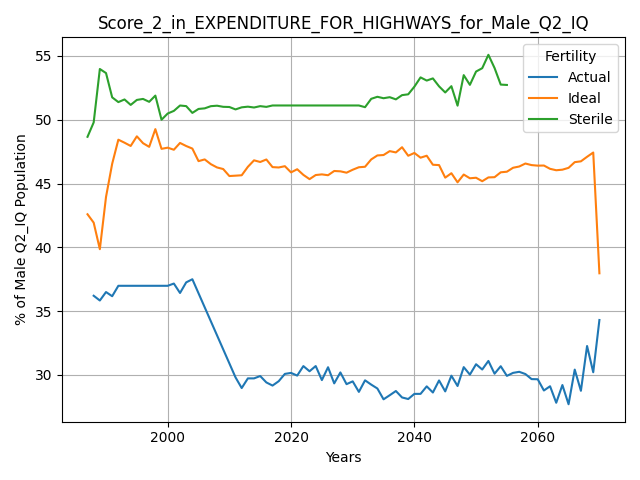 Score_2_in_EXPENDITURE_FOR_HIGHWAYS_for_Male_Q2_IQ
Fertility
Actual
Ideal
Sterile
% of Male Q2_IQ Population
55
50
45
40
35
30
2000
2020
2040
2060
Years